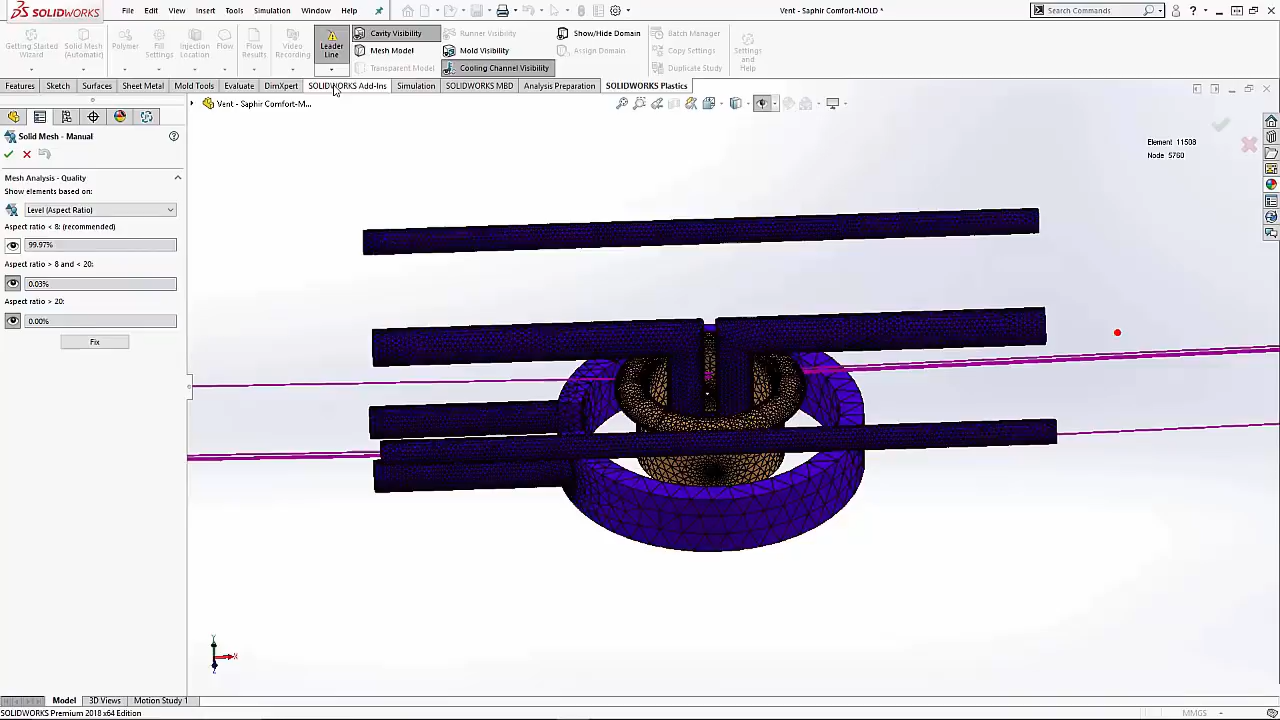 SOLIDWORKS
File Edit View Insert Tools Simulation Window Help
Vent - Saphir Comfort-MOLD *
Search Commands
Getting Started Wizard
Solid Mesh (Automatic)
Polymer
Fill Settings
Injection Location
Flow
Flow Results
Video Recording
Leader Line
Cavity Visibility
Mesh Model
Transparent Model
Runner Visibility
Mold Visibility
Cooling Channel Visibility
Show/Hide Domain
Assign Domain
Batch Manager
Copy Settings
Duplicate Study
Settings and Help
Features Sketch Surfaces Sheet Metal Mold Tools Evaluate DimXpert SOLIDWORKS Add-Ins Simulation SOLIDWORKS MBD Analysis Preparation SOLIDWORKS Plastics
Vent - Saphir Comfort-M...
Solid Mesh - Manual
Mesh Analysis - Quality
Show elements based on:
Level (Aspect Ratio)
Aspect ratio < 8: (recommended)
99.97%
Aspect ratio > 8 and < 20:
0.03%
Aspect ratio > 20:
0.00%
Fix
Element 11508
Node 5760
Y
X
Z
Model 3D Views Motion Study 1
SOLIDWORKS Premium 2018 x64 Edition
MMGS